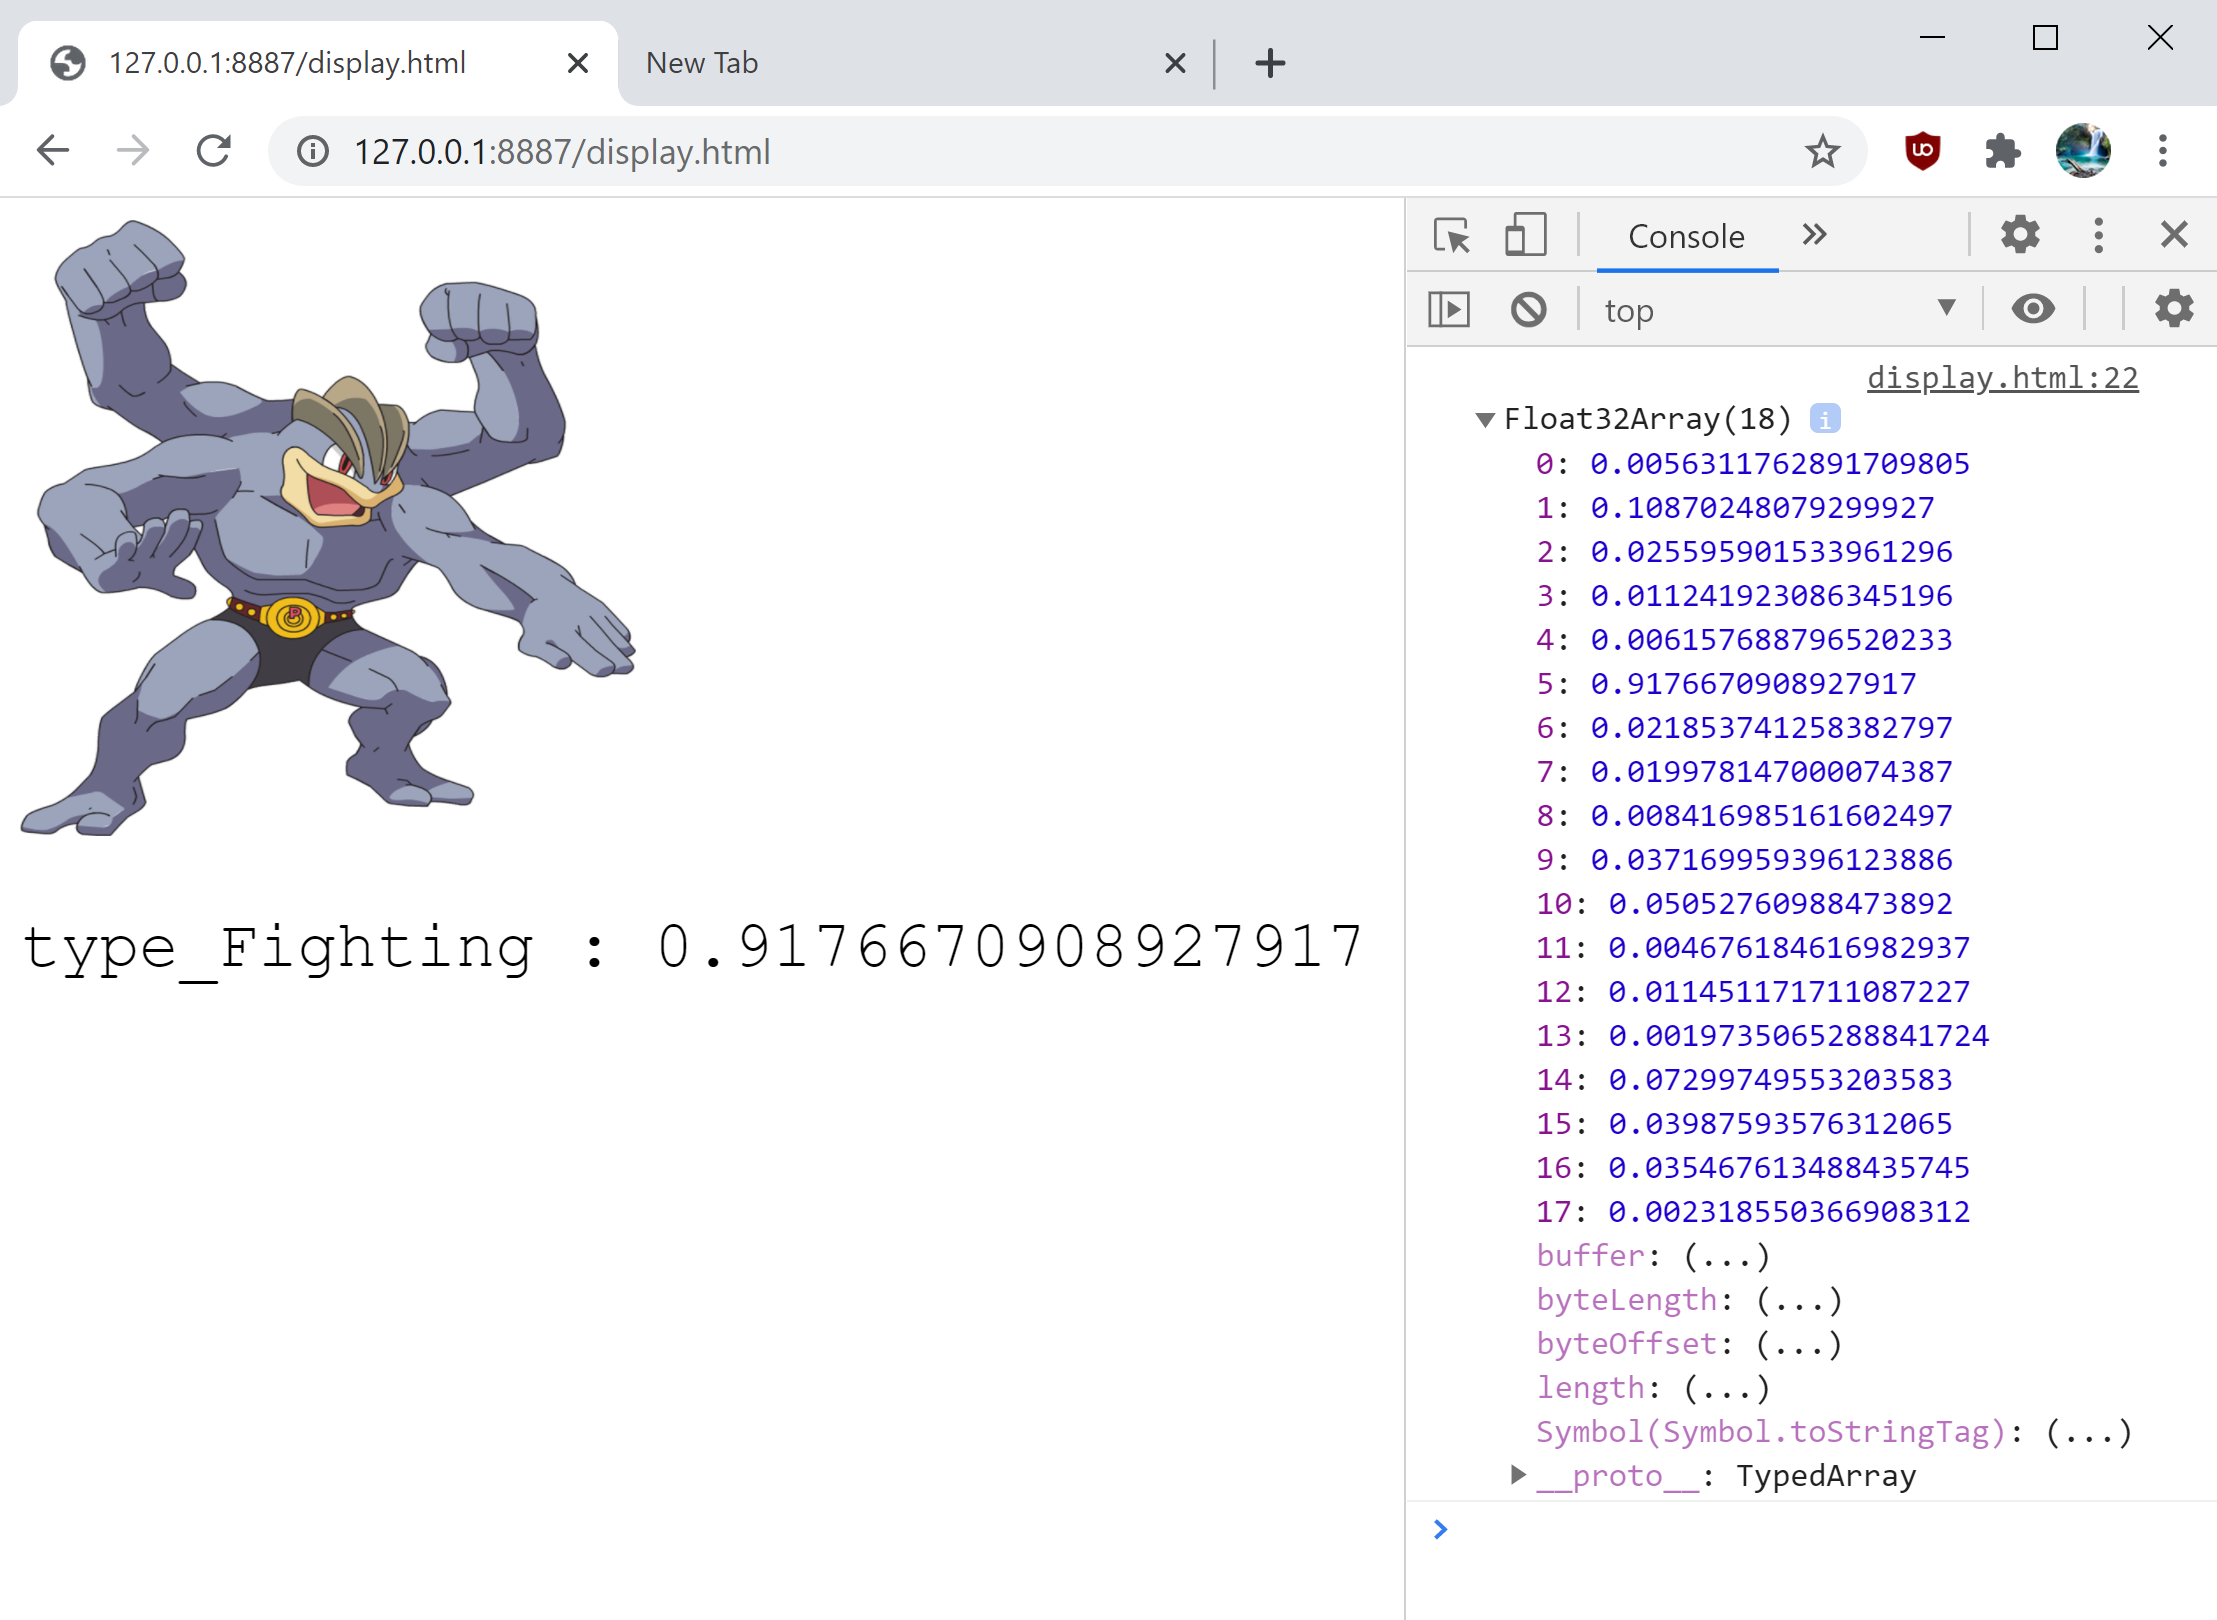 127.0.0.1:8887/display.html
New Tab
127.0.0.1:8887/display.html
type_Fighting : 0.9176670908927917
Console
top
display.html:22
Float32Array(18) i
0: 0.0056311762891709805
1: 0.10870248079299927
2: 0.025595901533961296
3: 0.011241923086345196
4: 0.006157688796520233
5: 0.9176670908927917
6: 0.021853741258382797
7: 0.019978147000074387
8: 0.008416985161602497
9: 0.037169959396123886
10: 0.05052760988473892
11: 0.004676184616982937
12: 0.011451171711087227
13: 0.0019735065288841724
14: 0.07299749553203583
15: 0.03987593576312065
16: 0.035467613488435745
17: 0.002318550366908312
buffer: (...)
byteLength: (...)
byteOffset: (...)
length: (...)
Symbol(Symbol.toStringTag): (...)
__proto__: TypedArray